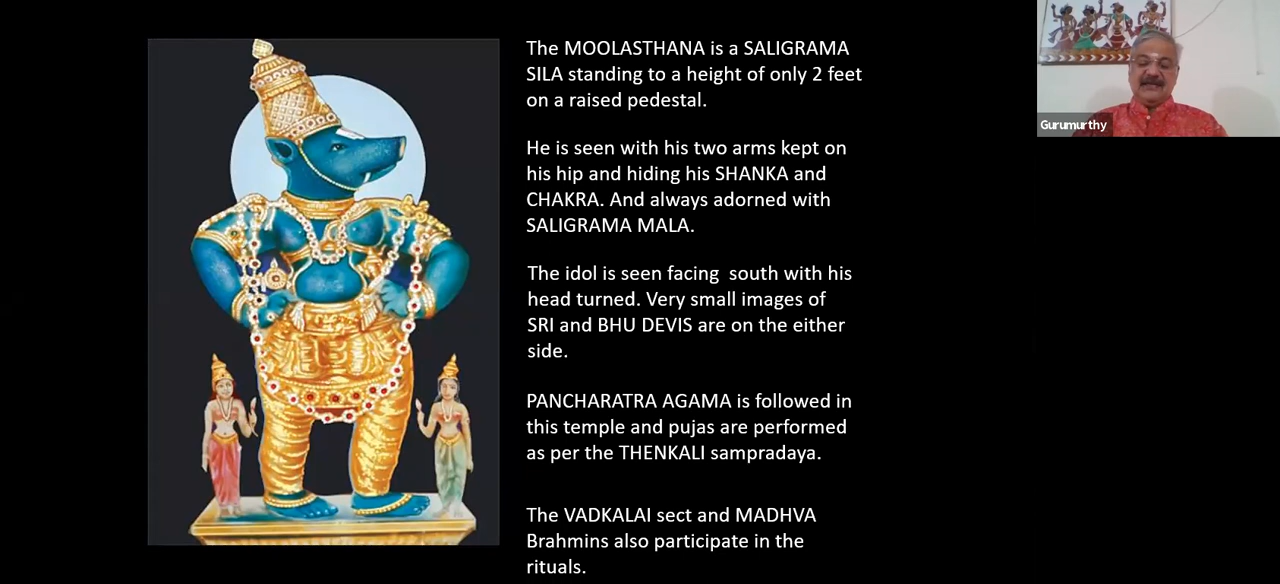 The MOOLASTHANA is a SALIGRAMA
SILA standing to a height of only 2 feet
on a raised pedestal.
He is seen with his two arms kept on
his hip and hiding his SHANKA and
CHAKRA. And always adorned with
SALIGRAMA MALA.
The idol is seen facing south with his
head turned. Very small images of
SRI and BHU DEVIS are on the either
side.
PANCHARATRA AGAMA is followed in
this temple and pujas are performed
as per the THENKALI sampradaya.
The VADKALAI sect and MADHVA
Brahmins also participate in the
rituals.
Gurumurthy